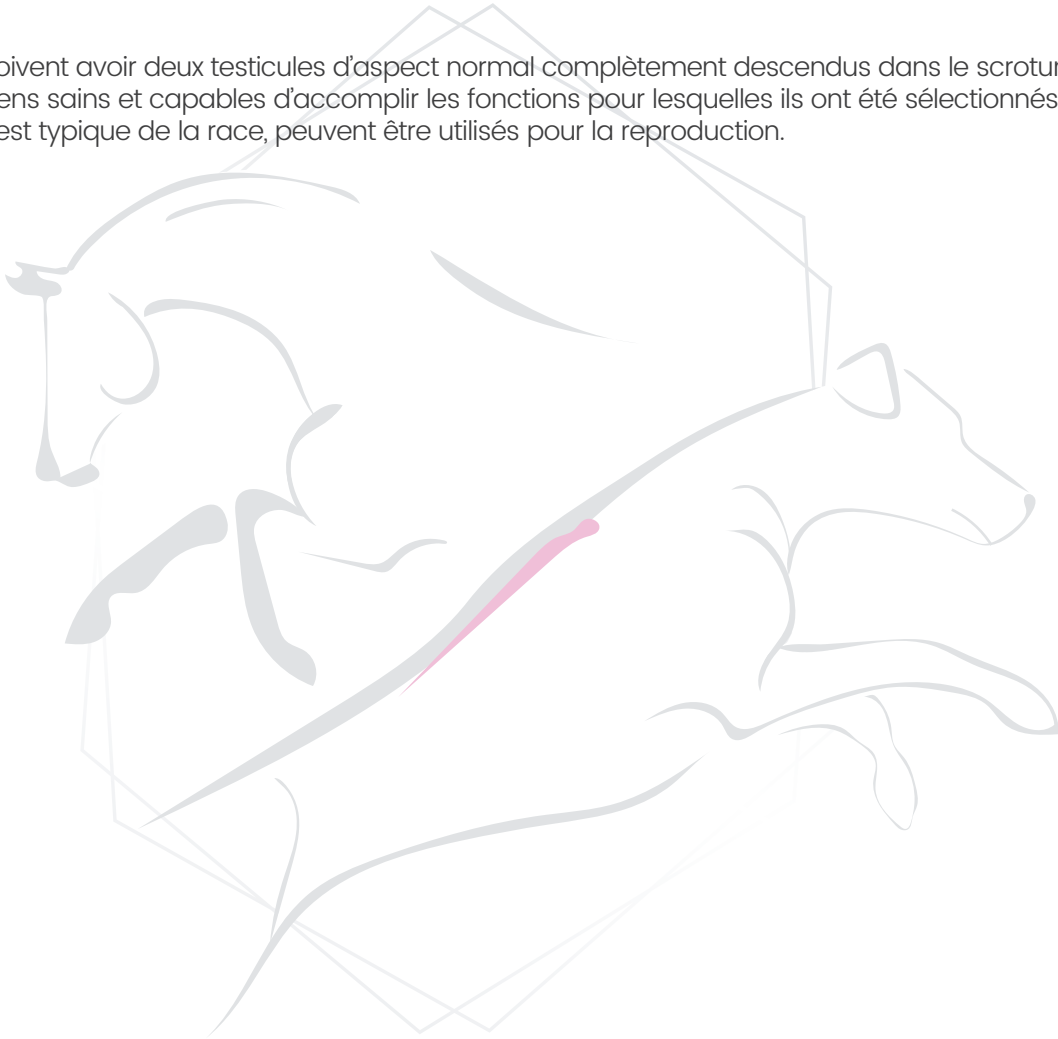 oivent avoir deux testicules d'aspect normal complètement descendus dans le scrotu
ens sains et capables d'accomplir les fonctions pour lesquelles ils ont été sélectionnés
est typique de la race, peuvent être utilisés pour la reproduction.